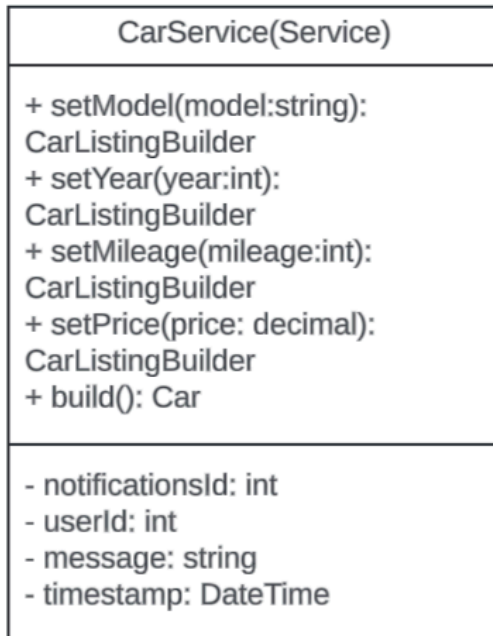 CarService(Service)
+ setModel(model:string):
CarListingBuilder
+ setYear(year:int):
CarListingBuilder
+ setMileage(mileage:int):
CarListingBuilder
+ setPrice(price: decimal):
CarListingBuilder
+ build(): Car
- notificationsId: int
- userId: int
- message: string
- timestamp: DateTime